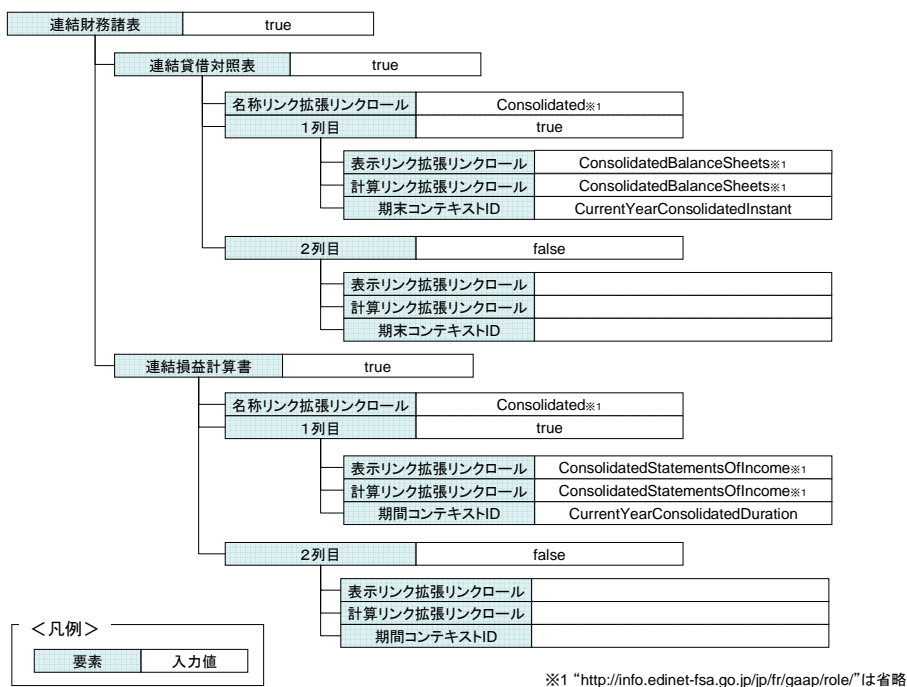 連結財務諸表 true
連結貸借対照表 true
名称リンク拡張リンクロール Consolidated※1
1列目 true
表示リンク拡張リンクロール ConsolidatedBalanceSheets※1
計算リンク拡張リンクロール ConsolidatedBalanceSheets※1
期末コンテキストID CurrentYearConsolidatedInstant
2列目 false
表示リンク拡張リンクロール
計算リンク拡張リンクロール
期末コンテキストID
連結損益計算書 true
名称リンク拡張リンクロール Consolidated※1
1列目 true
表示リンク拡張リンクロール ConsolidatedStatementsOfIncome※1
計算リンク拡張リンクロール ConsolidatedStatementsOfIncome※1
期間コンテキストID CurrentYearConsolidatedDuration
2列目 false
表示リンク拡張リンクロール
計算リンク拡張リンクロール
期間コンテキストID
＜凡例＞
要素 入力値
※1 “http://info.edinet-fsa.go.jp/jp/fr/gaap/role/”は省略